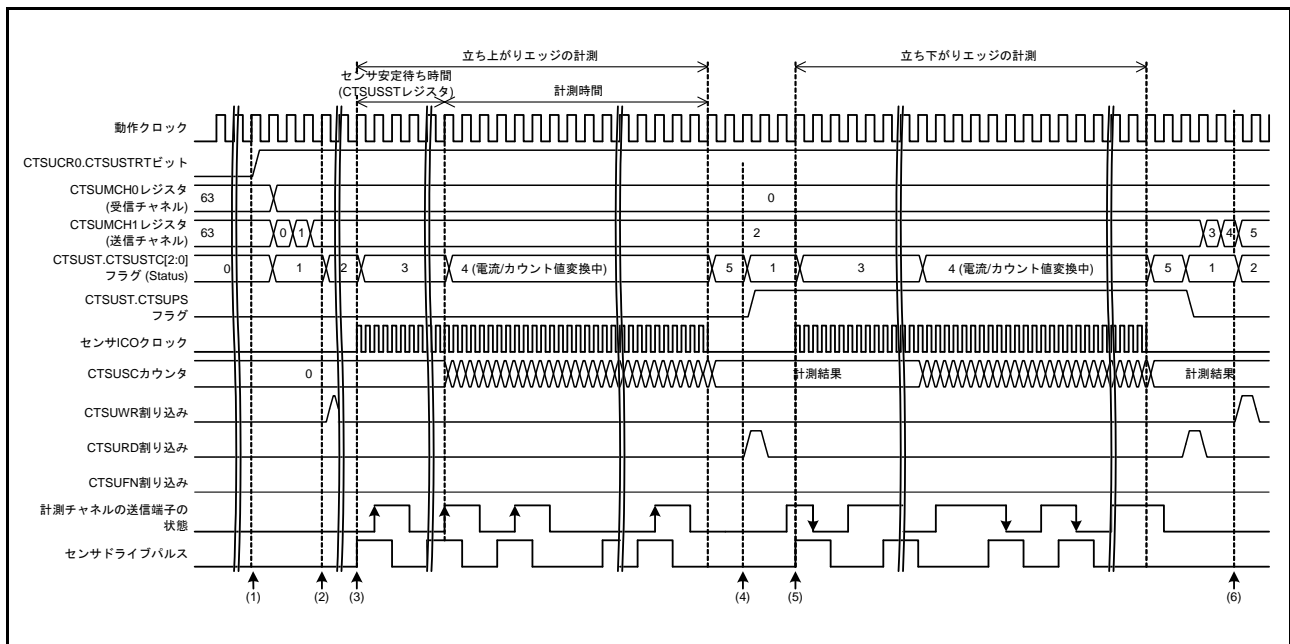 立ち上がりエッジの計測
立ち下がりエッジの計測
センサ安定待ち時間
(CTSUSSTレジスタ)
計測時間
動作クロック
CTSUCR0.CTSUSTRTビット
CTSUMCH0レジスタ
(受信チャネル)
63
0
CTSUMCH1レジスタ
(送信チャネル)
63
0
1
2
3
4
5
CTSUST.CTSUSTC[2:0]
フラグ (Status)
0
1
2
3
4 (電流/カウント値変換中)
5
1
3
4 (電流/カウント値変換中)
5
1
2
CTSUST.CTSUPS
フラグ
センサICOクロック
CTSUSCカウンタ
0
計測結果
計測結果
CTSUWR割り込み
CTSURD割り込み
CTSUFN割り込み
計測チャネルの送信端子の
状態
センサドライブパルス
(1)
(2)
(3)
(4)
(5)
(6)